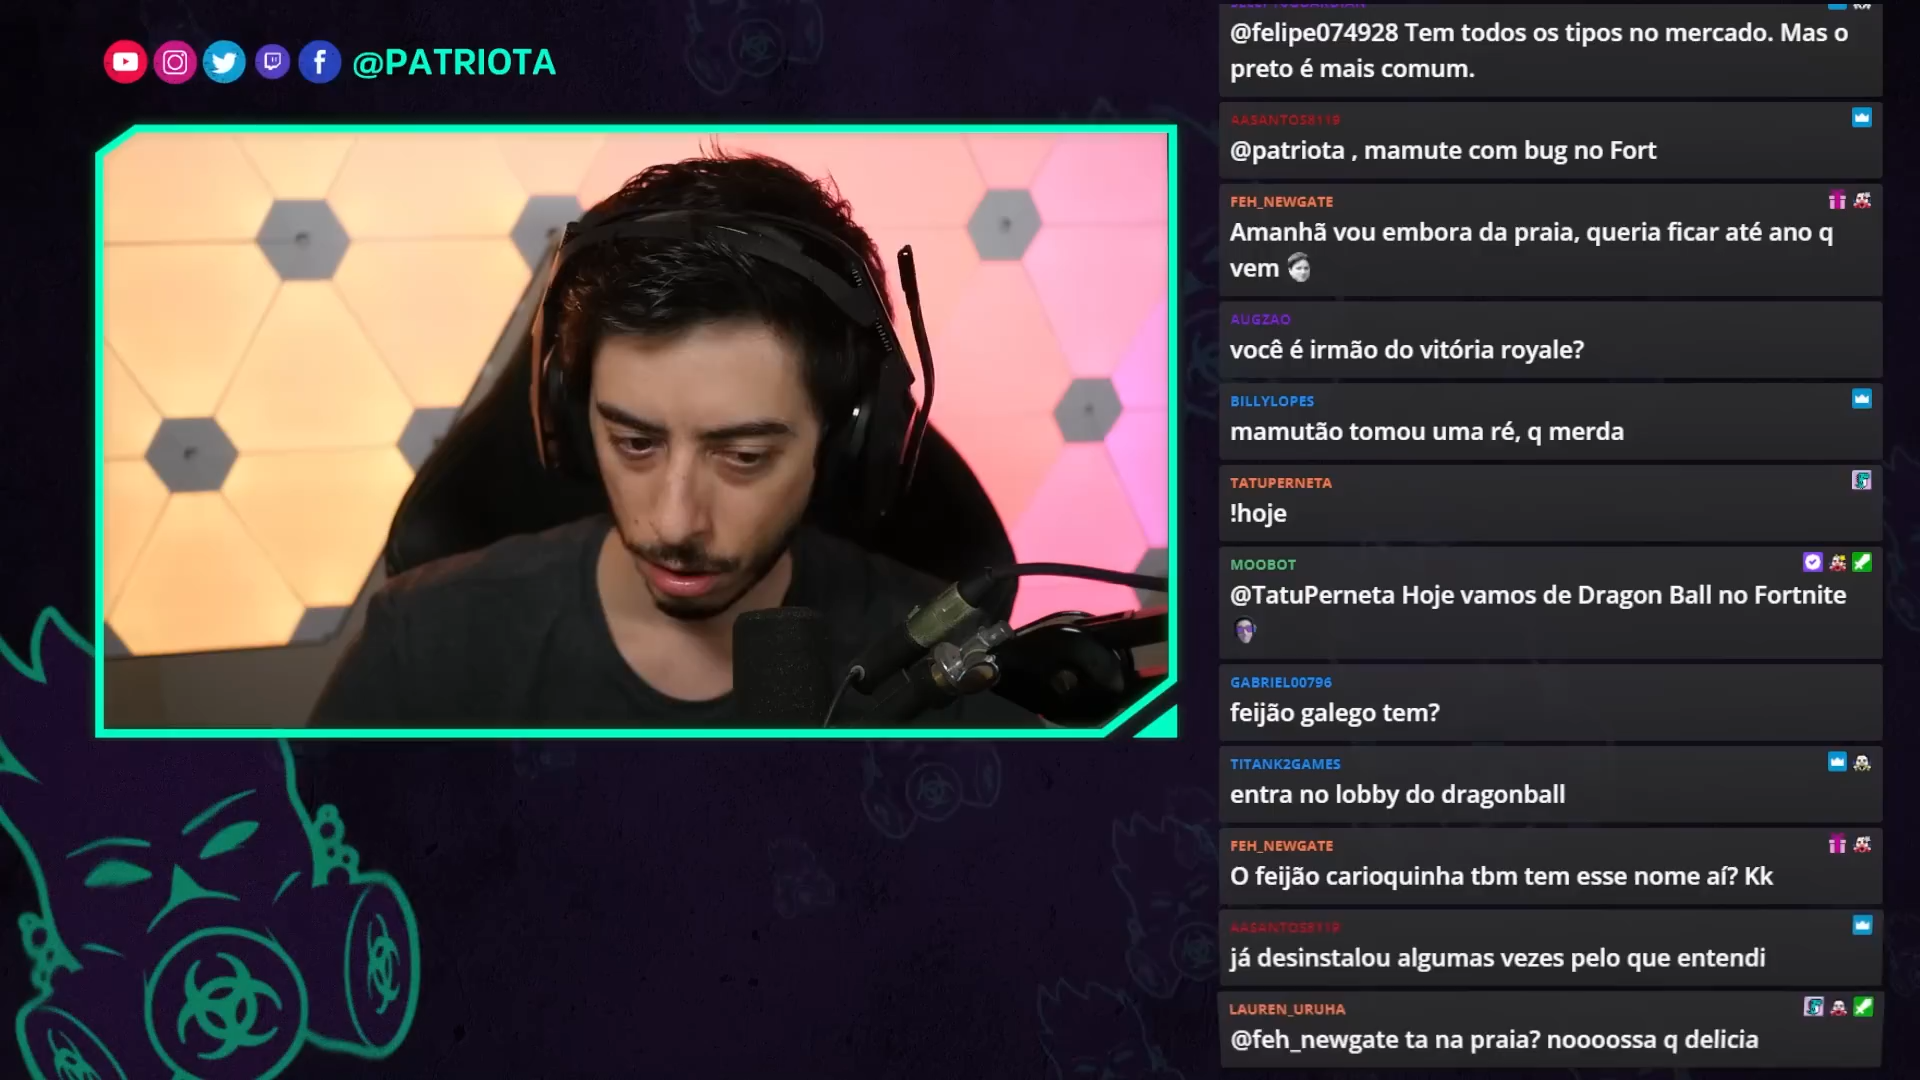 @PATRIOTA
@felipe074928 Tem todos os tipos no mercado. Mas o
preto é mais comum.
AASANTOS8119
@patriota , mamute com bug no Fort
FEH_NEWGATE
Amanhã vou embora da praia, queria ficar até ano q
vem
AUGZAO
você é irmão do vitória royale?
BILLYLOPES
mamutão tomou uma ré, q merda
TATUPERNETA
!hoje
MOOBOT
@TatuPerneta Hoje vamos de Dragon Ball no Fortnite
GABRIEL00796
feijão galego tem?
TITANK2GAMES
entra no lobby do dragonball
FEH_NEWGATE
O feijão carioquinha tbm tem esse nome aí? Kk
AASANTOS8119
já desinstalou algumas vezes pelo que entendi
LAUREN_URUHA
@feh_newgate ta na praia? noooossa q delicia